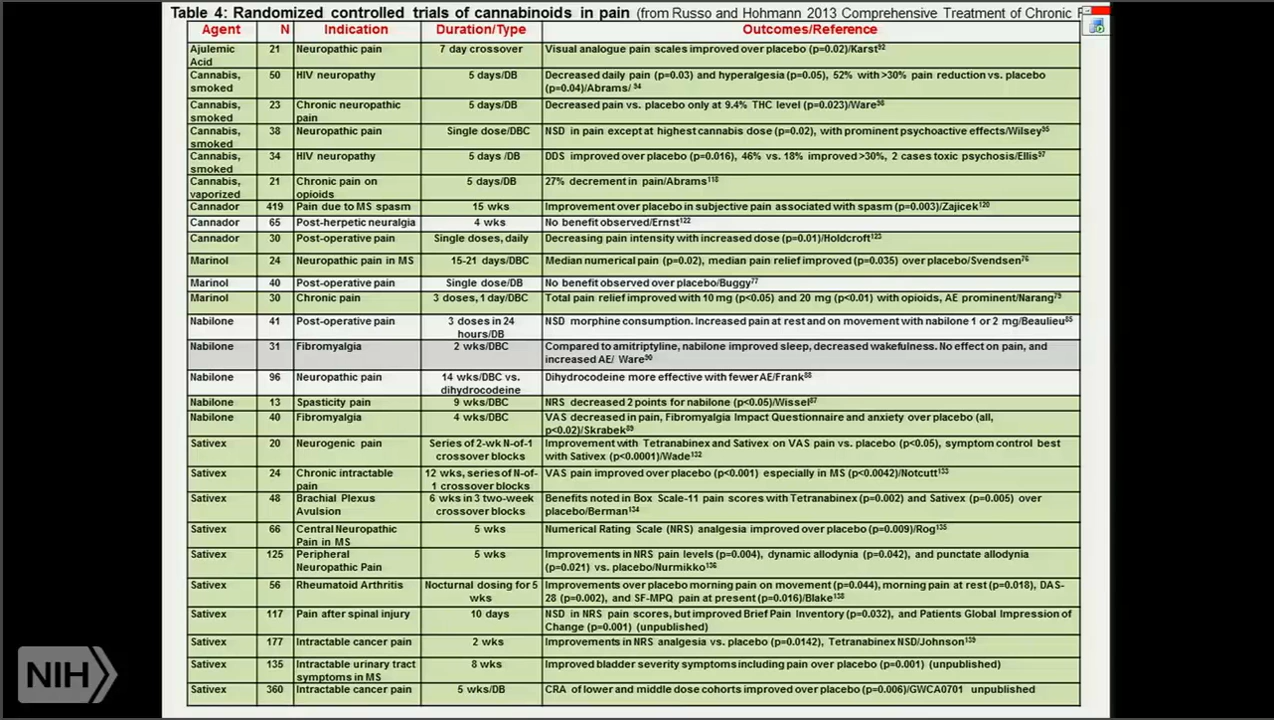 Table 4: Randomized controlled trials of cannabinoids in pain (from Russo and Hohmann 2013 Comprehensive Treatment of Chronic
Agent N Indication Duration/Type Outcomes/Reference
Ajulemic Acid 21 Neuropathic pain 7 day crossover Visual analogue pain scales improved over placebo (p=0.02)/Karst92
Cannabis, smoked 50 HIV neuropathy 5 days/DB Decreased daily pain (p=0.03) and hyperalgesia (p=0.05), 52% with >30% pain reduction vs. placebo (p=0.04)/Abrams/ 94
Cannabis, smoked 23 Chronic neuropathic pain 5 days/DB Decreased pain vs. placebo only at 9.4% THC level (p=0.023)/Ware
Cannabis, smoked 38 Neuropathic pain Single dose/DBC NSD in pain except at highest cannabis dose (p=0.02), with prominent psychoactive effects/Wilsey95
Cannabis, smoked 34 HIV neuropathy 5 days /DB DDS improved over placebo (p=0.016), 46% vs. 18% improved >30%, 2 cases toxic psychosis/Ellis97
Cannabis, vaporized 21 Chronic pain on opioids 5 days/DB 27% decrement in pain/Abrams118
Cannador 419 Pain due to MS spasm 15 wks Improvement over placebo in subjective pain associated with spasm (p=0.003)/Zajicek120
Cannador 65 Post-herpetic neuralgia 4 wks No benefit observed/Ernst122
Cannador 30 Post-operative pain Single doses, daily Decreasing pain intensity with increased dose (p=0.01)/Holdcroft123
Marinol 24 Neuropathic pain in MS 15-21 days/DBC Median numerical pain (p=0.02), median pain relief improved (p=0.035) over placebo/Svendsen76
Marinol 40 Post-operative pain Single dose/DB No benefit observed over placebo/Buggy77
Marinol 30 Chronic pain 3 doses, 1 day/DBC Total pain relief improved with 10 mg (p<0.05) and 20 mg (p<0.01) with opioids, AE prominent/Narang79
Nabilone 41 Post-operative pain 3 doses in 24 hours/DB NSD morphine consumption. Increased pain at rest and on movement with nabilone 1 or 2 mg/Beaulieu85
Nabilone 31 Fibromyalgia 2 wks/DBC Compared to amitriptyline, nabilone improved sleep, decreased wakefulness. No effect on pain, and increased AE/ Ware90
Nabilone 96 Neuropathic pain 14 wks/DBC vs. dihydrocodeine Dihydrocodeine more effective with fewer AE/Frank88
Nabilone 13 Spasticity pain 9 wks/DBC NRS decreased 2 points for nabilone (p<0.05)/Wissel87
Nabilone 40 Fibromyalgia 4 wks/DBC VAS decreased in pain, Fibromyalgia Impact Questionnaire and anxiety over placebo (all, p<0.02)/Skrabek89
Sativex 20 Neurogenic pain Series of 2-wk N-of-1 crossover blocks Improvement with Tetranabinex and Sativex on VAS pain vs. placebo (p<0.05), symptom control best with Sativex (p<0.0001)/Wade132
Sativex 24 Chronic intractable pain 12 wks, series of N-of-1 crossover blocks VAS pain improved over placebo (p<0.001) especially in MS (p<0.0042)/Notcutt133
Sativex 48 Brachial Plexus Avulsion 6 wks in 3 two-week crossover blocks Benefits noted in Box Scale-11 pain scores with Tetranabinex (p=0.002) and Sativex (p=0.005) over placebo/Berman134
Sativex 66 Central Neuropathic Pain in MS 5 wks Numerical Rating Scale (NRS) analgesia improved over placebo (p=0.009)/Rog135
Sativex 125 Peripheral Neuropathic Pain 5 wks Improvements in NRS pain levels (p=0.004), dynamic allodynia (p=0.042), and punctate allodynia (p=0.021) vs. placebo/Nurmikko136
Sativex 56 Rheumatoid Arthritis Nocturnal dosing for 5 wks Improvements over placebo morning pain on movement (p=0.044), morning pain at rest (p=0.018), DAS-28 (p=0.002), and SF-MPQ pain at present (p=0.016)/Blake138
Sativex 117 Pain after spinal injury 10 days NSD in NRS pain scores, but improved Brief Pain Inventory (p=0.032), and Patients Global Impression of Change (p=0.001) (unpublished)
Sativex 177 Intractable cancer pain 2 wks Improvements in NRS analgesia vs. placebo (p=0.0142), Tetranabinex NSD/Johnson139
Sativex 135 Intractable urinary tract symptoms in MS 8 wks Improved bladder severity symptoms including pain over placebo (p=0.001) (unpublished)
Sativex 360 Intractable cancer pain 5 wks/DB CRA of lower and middle dose cohorts improved over placebo (p=0.006)/GWCA0701 unpublished
NIH